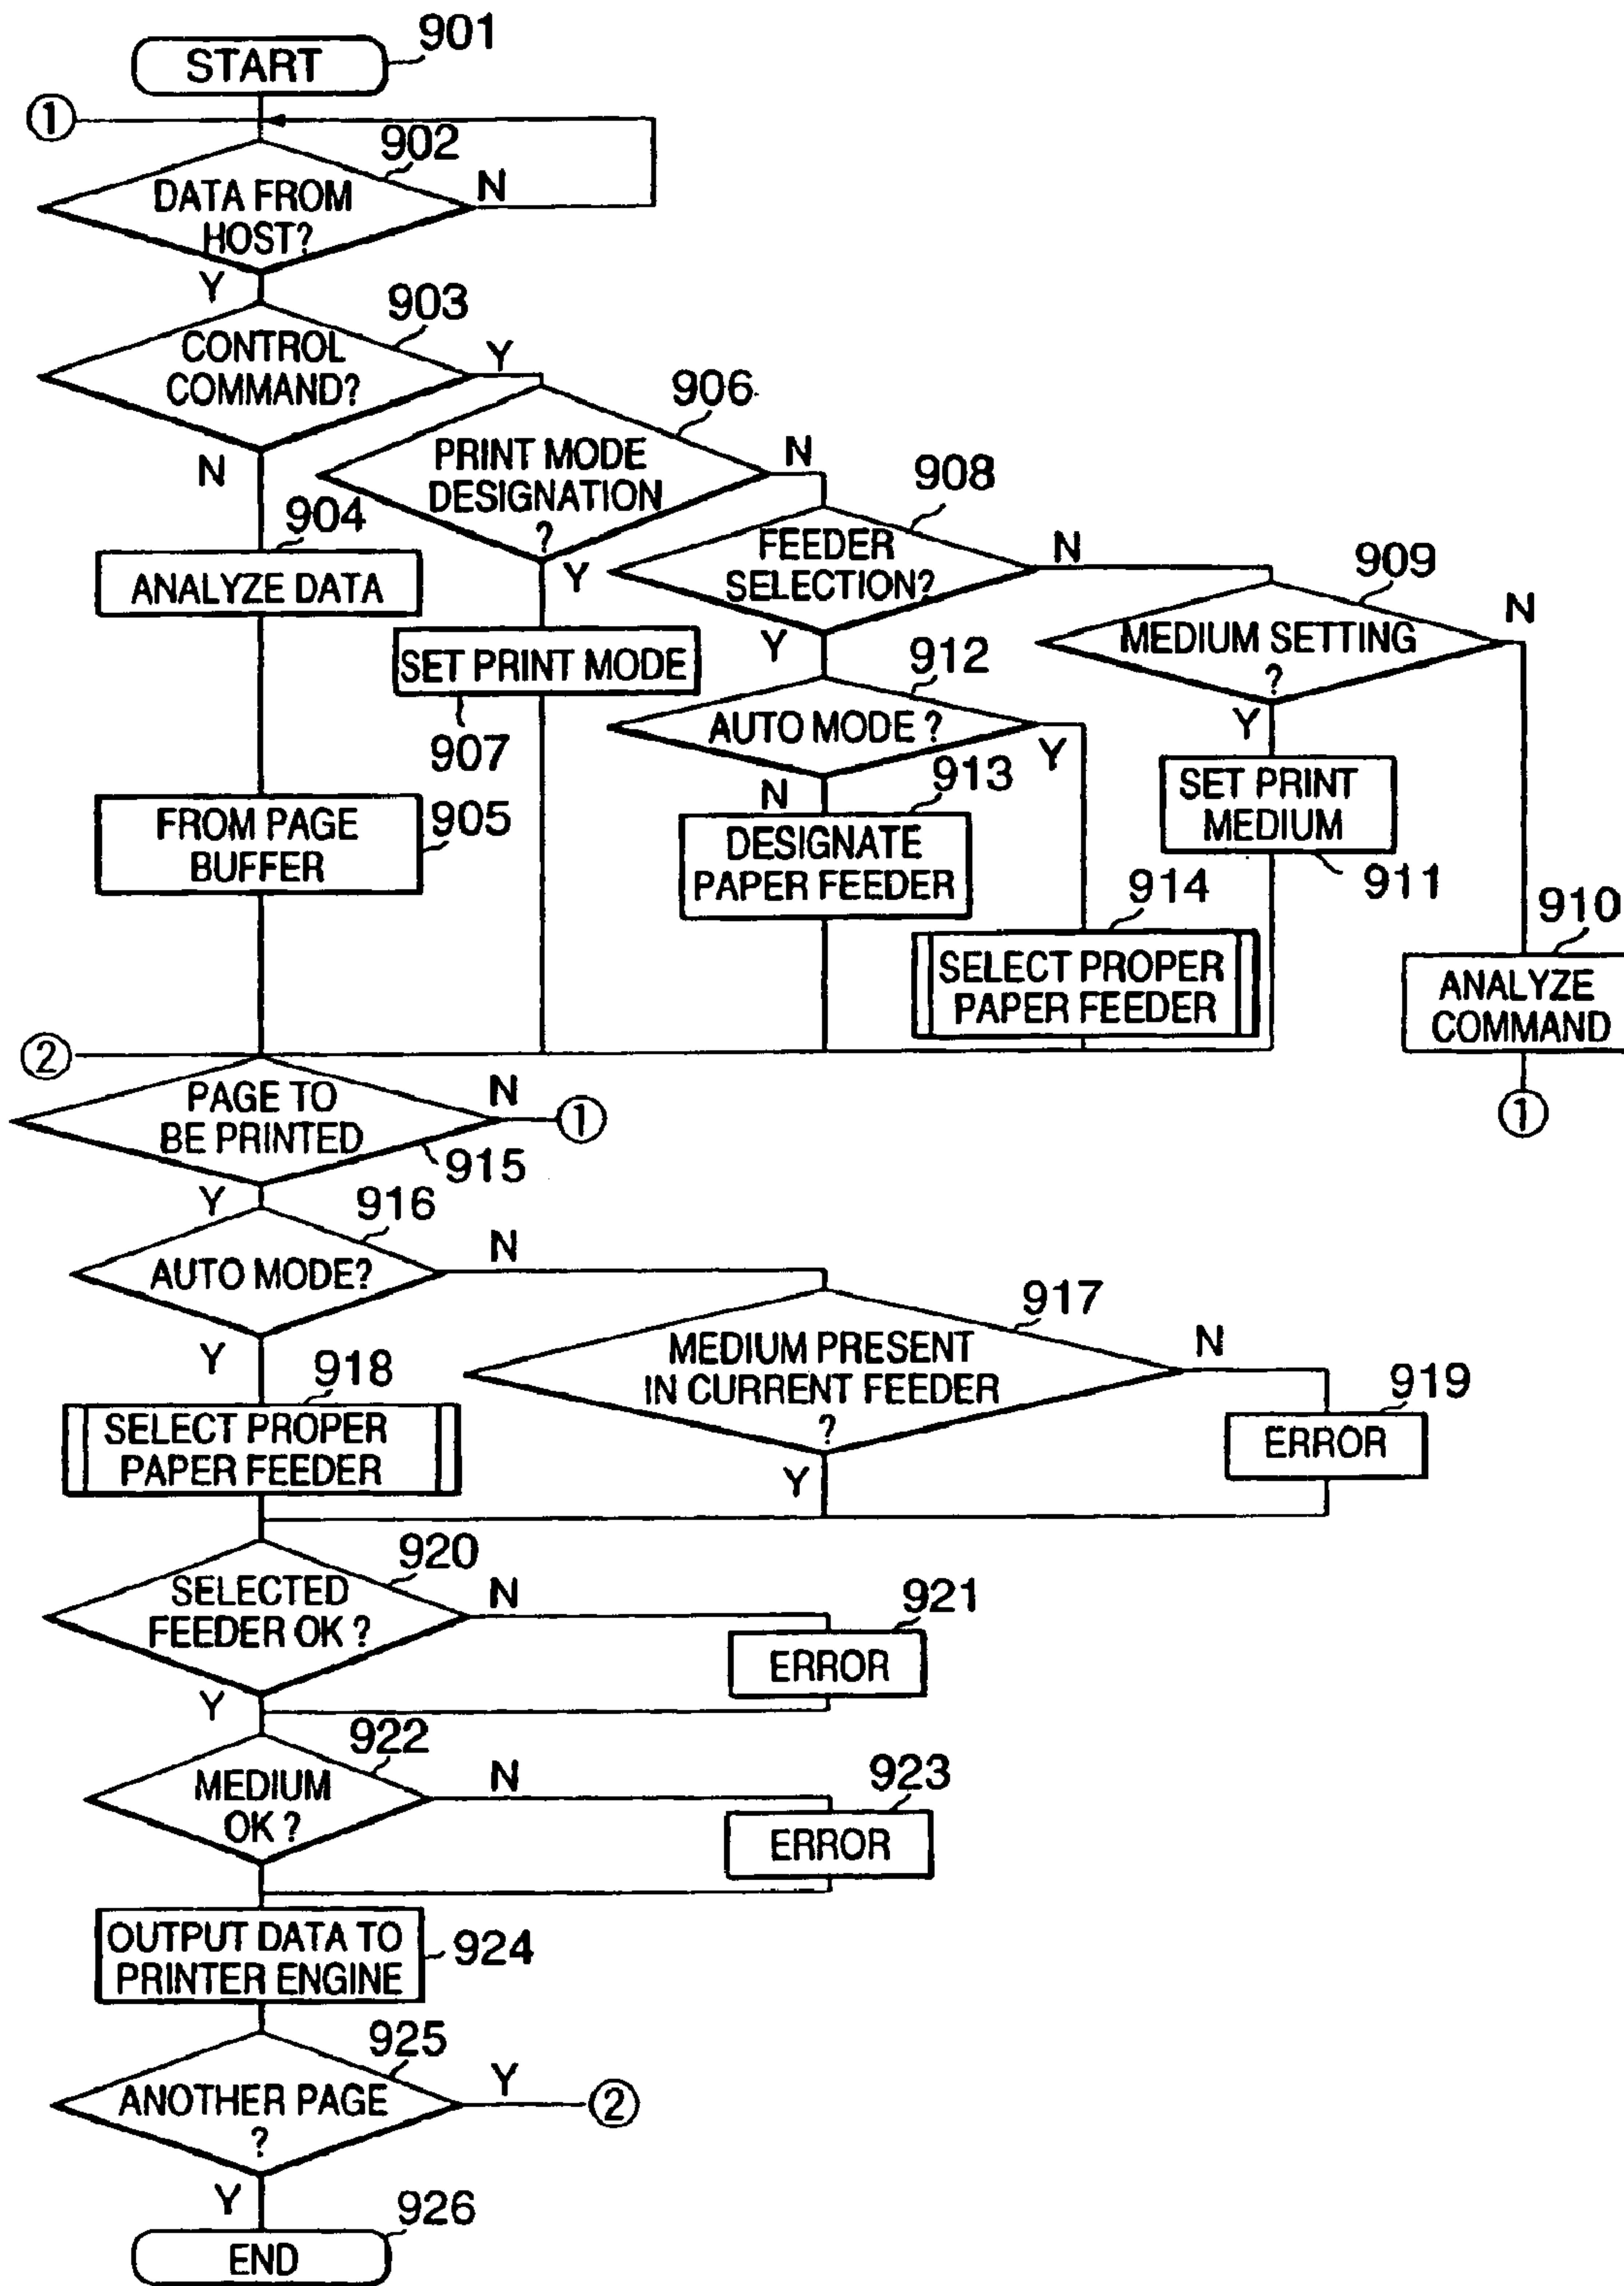 901
START
①
902
DATA FROM
HOST?
N
Y
903
CONTROL
COMMAND?
Y
N
906
PRINT MODE
DESIGNATION
?
N
Y
908
FEEDER
SELECTION?
N
Y
909
MEDIUM SETTING
?
N
Y
904
ANALYZE DATA
SET PRINT MODE
907
912
AUTO MODE ?
Y
N
913
DESIGNATE
PAPER FEEDER
SET PRINT
MEDIUM
911
905
FROM PAGE
BUFFER
914
SELECT PROPER
PAPER FEEDER
910
ANALYZE
COMMAND
①
②
PAGE TO
BE PRINTED
N
①
915
Y
916
AUTO MODE?
N
Y
917
MEDIUM PRESENT
IN CURRENT FEEDER
?
N
Y
918
SELECT PROPER
PAPER FEEDER
919
ERROR
920
SELECTED
FEEDER OK ?
N
Y
921
ERROR
922
MEDIUM
OK ?
N
923
ERROR
OUTPUT DATA TO
PRINTER ENGINE
924
925
ANOTHER PAGE
?
Y
②
Y
926
END